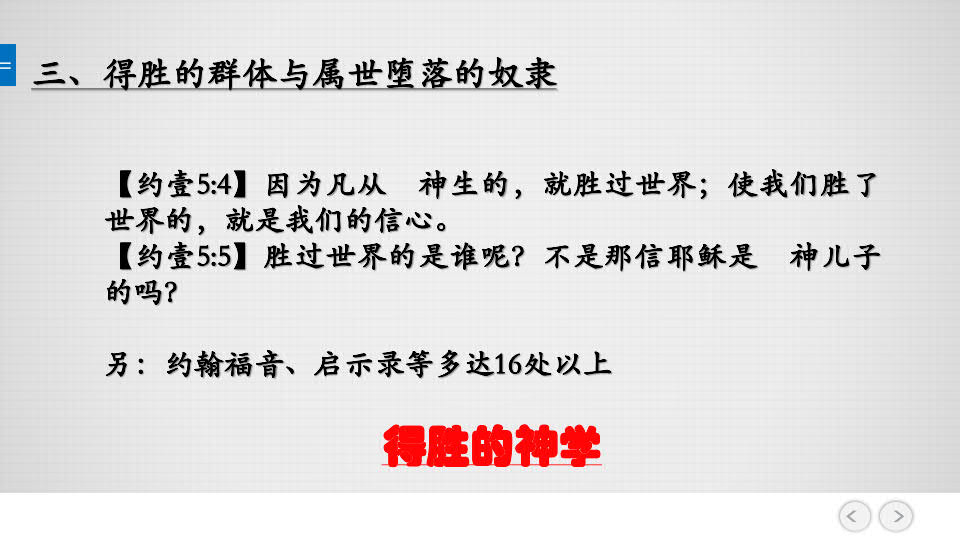 三、得胜的群体与属世堕落的奴隶
【约壹5:4】因为凡从　神生的，就胜过世界；使我们胜了
世界的，就是我们的信心。
【约壹5:5】胜过世界的是谁呢？不是那信耶稣是　神儿子
的吗？
另：约翰福音、启示录等多达16处以上
得胜的神学